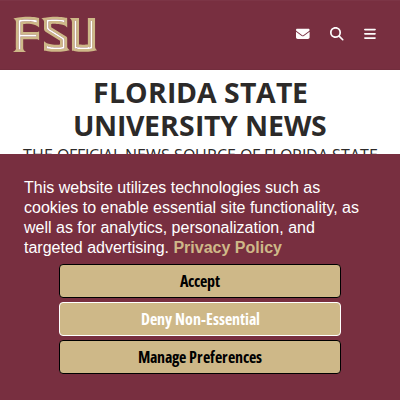 FSU
FLORIDA STATE
UNIVERSITY NEWS
THE OFFICIAL NEWS SOURCE OF FLORIDA STATE
This website utilizes technologies such as
cookies to enable essential site functionality, as
well as for analytics, personalization, and
targeted advertising. Privacy Policy
Accept
Deny Non-Essential
Manage Preferences